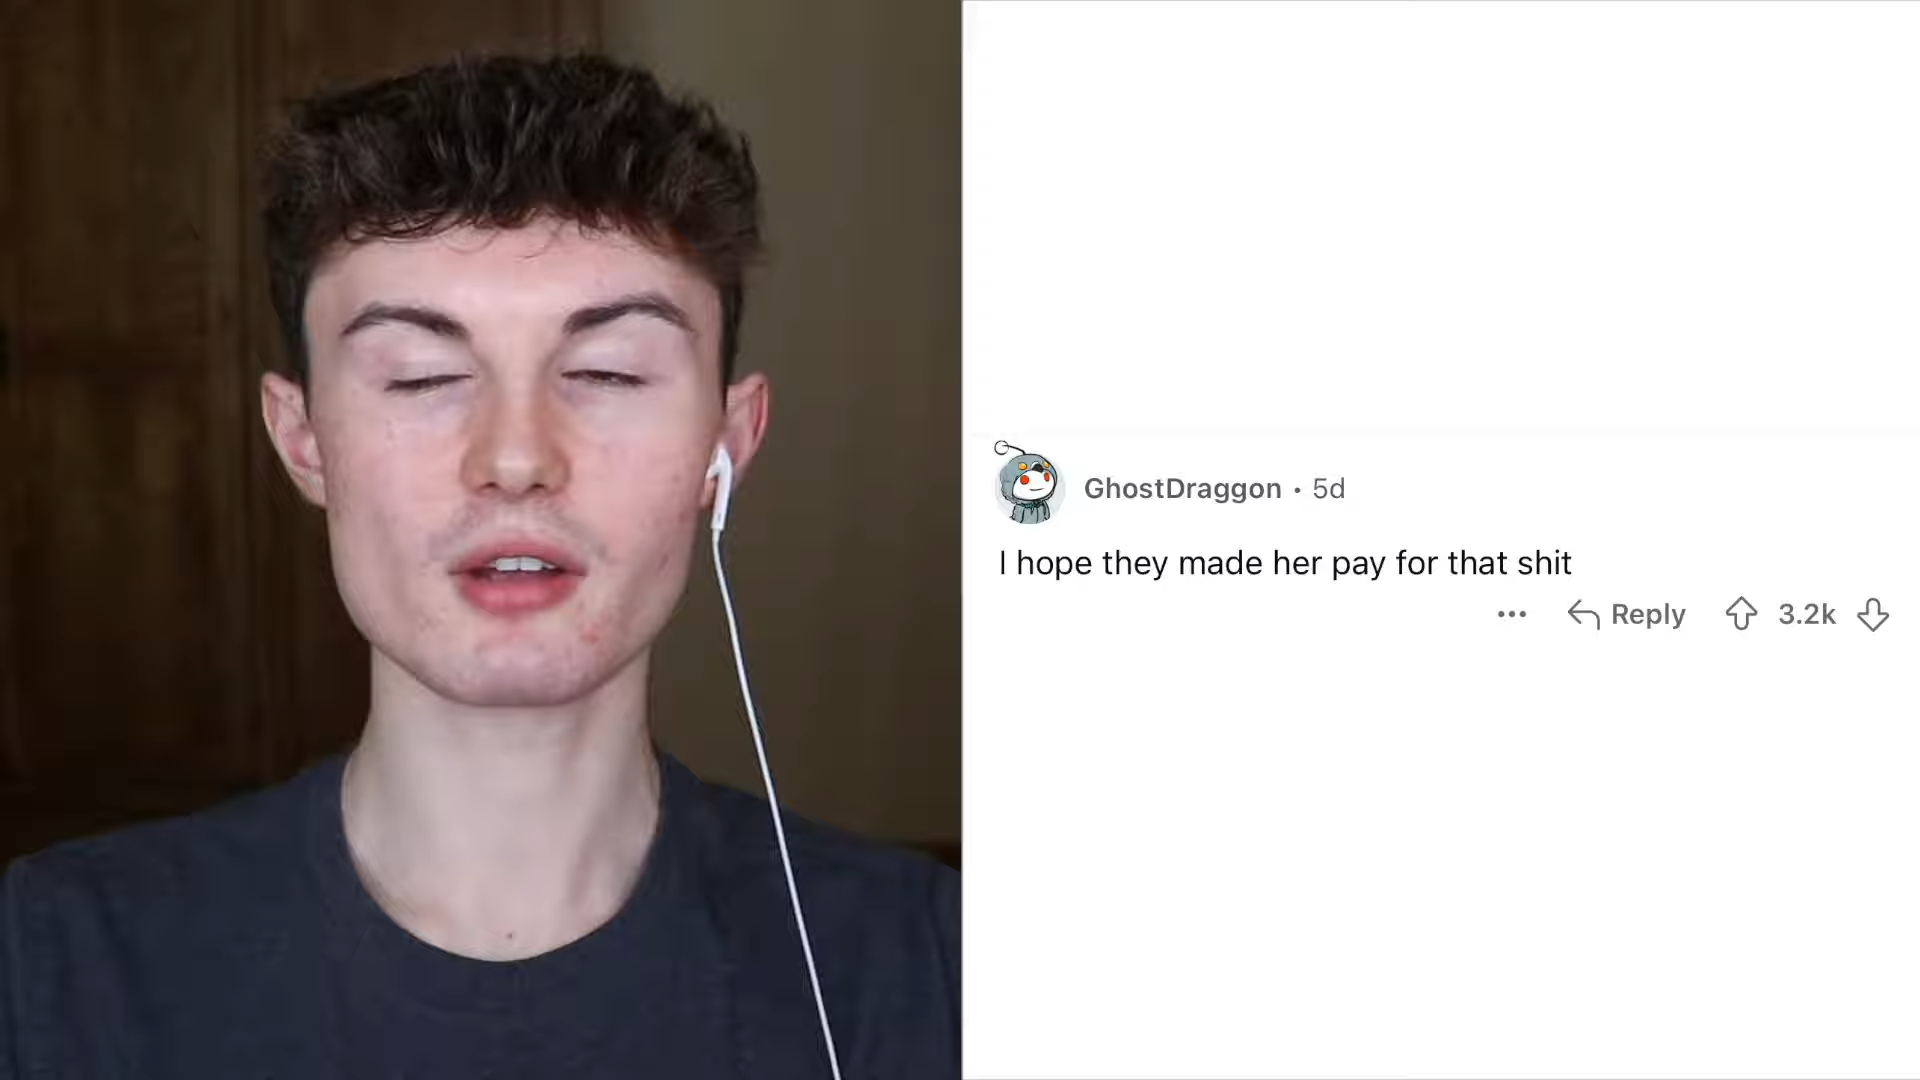 GhostDraggon • 5d
I hope they made her pay for that shit
... Reply 3.2k